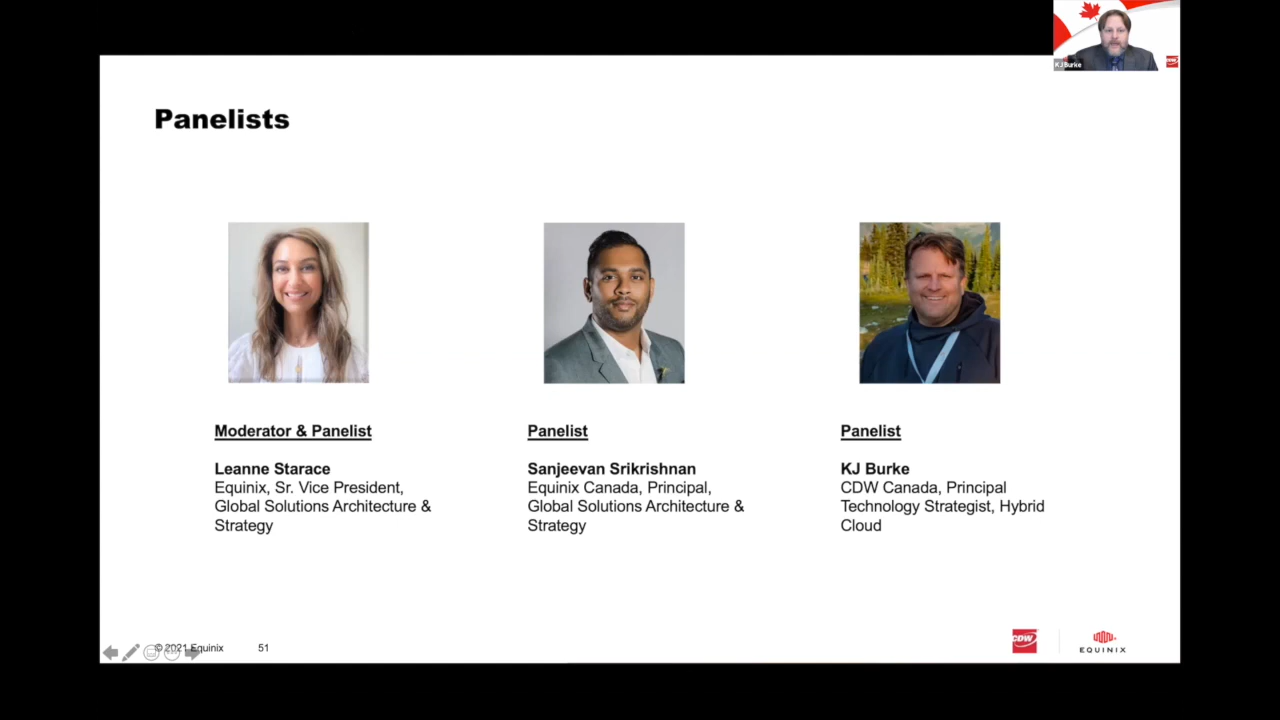 KJ Burke
CDW
Panelists
Moderator & Panelist
Leanne Starace
Equinix, Sr. Vice President,
Global Solutions Architecture &
Strategy
Panelist
Sanjeevan Srikrishnan
Equinix Canada, Principal,
Global Solutions Architecture &
Strategy
Panelist
KJ Burke
CDW Canada, Principal
Technology Strategist, Hybrid
Cloud
© 2021 Equinix
51
CDW
EQUINIX